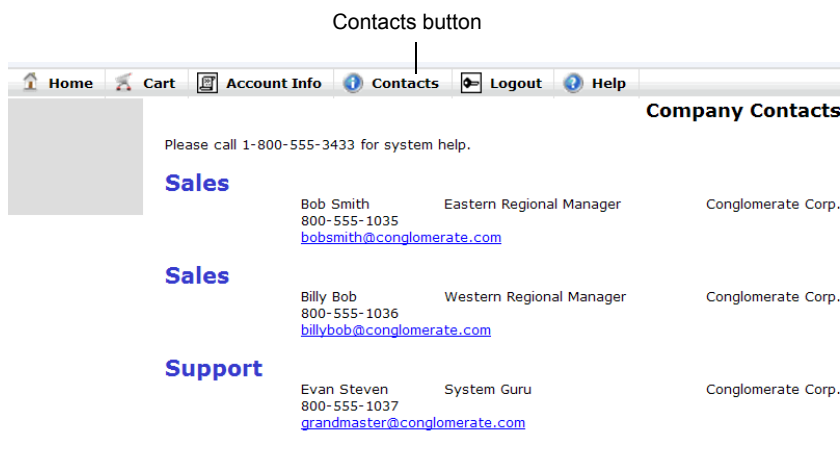 Contacts button
Home Cart Account Info Contacts Logout Help
Company Contacts
Please call 1-800-555-3433 for system help.
Sales
Bob Smith Eastern Regional Manager Conglomerate Corp.
800-555-1035
bobsmith@conglomerate.com
Sales
Billy Bob Western Regional Manager Conglomerate Corp.
800-555-1036
billybob@conglomerate.com
Support
Evan Steven System Guru Conglomerate Corp.
800-555-1037
grandmaster@conglomerate.com